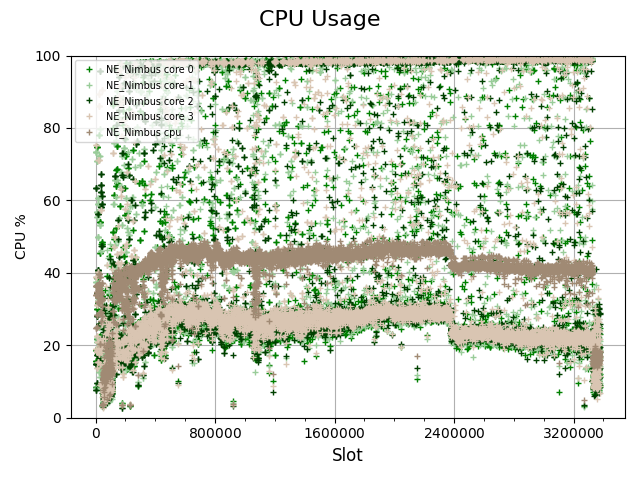 CPU Usage
100
80
60
40
20
0
CPU %
NE_Nimbus core 0
NE_Nimbus core 1
NE_Nimbus core 2
NE_Nimbus core 3
NE_Nimbus cpu
0 800000 1600000 2400000 3200000
Slot